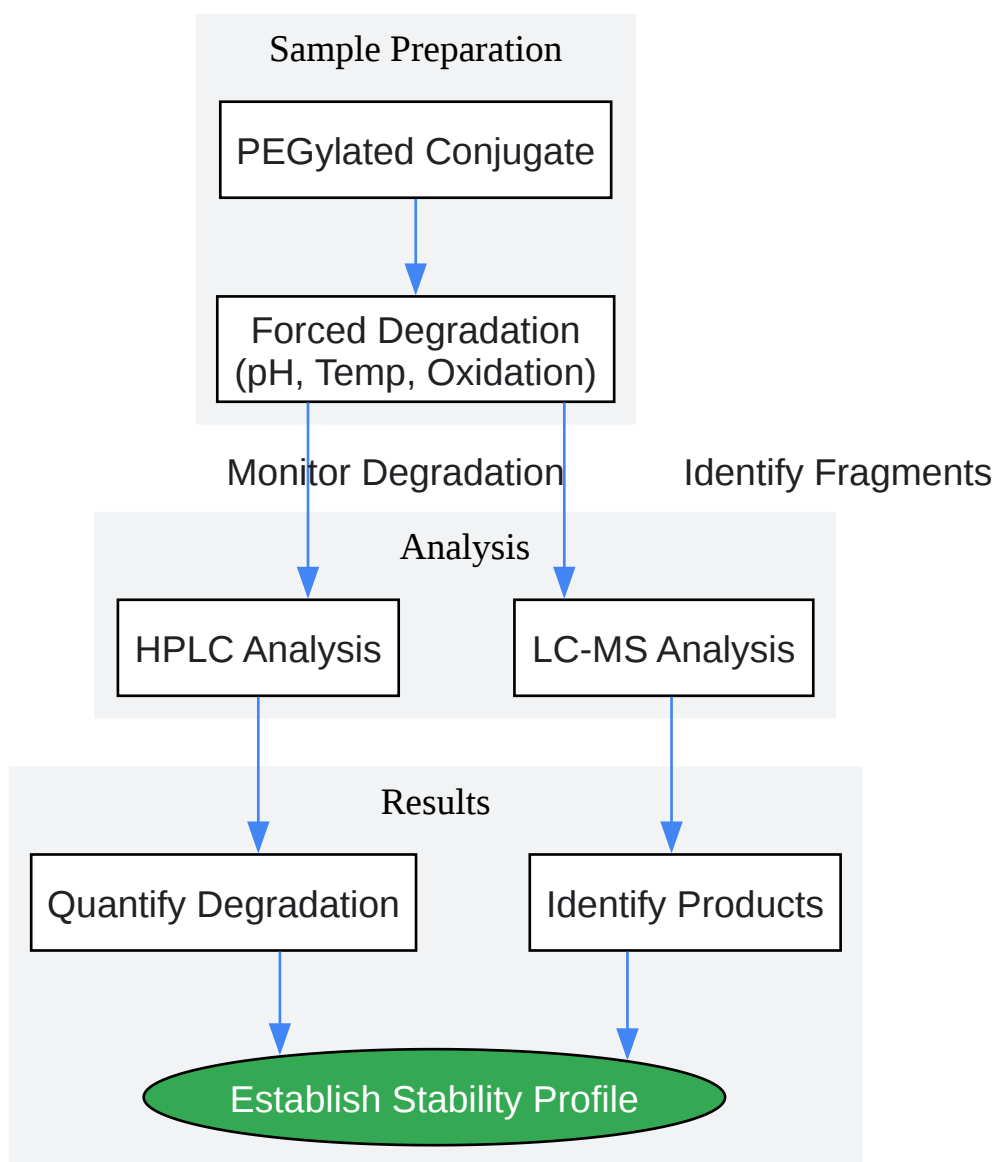 Sample Preparation
PEGylated Conjugate
Forced Degradation
(pH, Temp, Oxidation)
Monitor Degradation
Identify Fragments
Analysis
HPLC Analysis
LC-MS Analysis
Results
Quantify Degradation
Identify Products
Establish Stability Profile